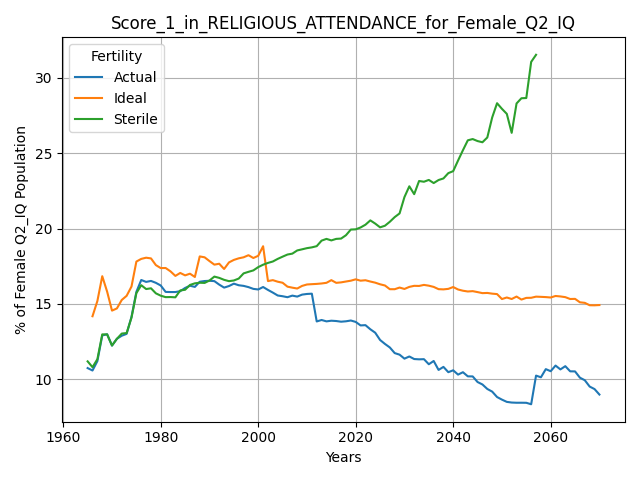 Score_1_in_RELIGIOUS_ATTENDANCE_for_Female_Q2_IQ
Fertility
Actual
Ideal
Sterile
% of Female Q2_IQ Population
30
25
20
15
10
1960
1980
2000
2020
2040
2060
Years